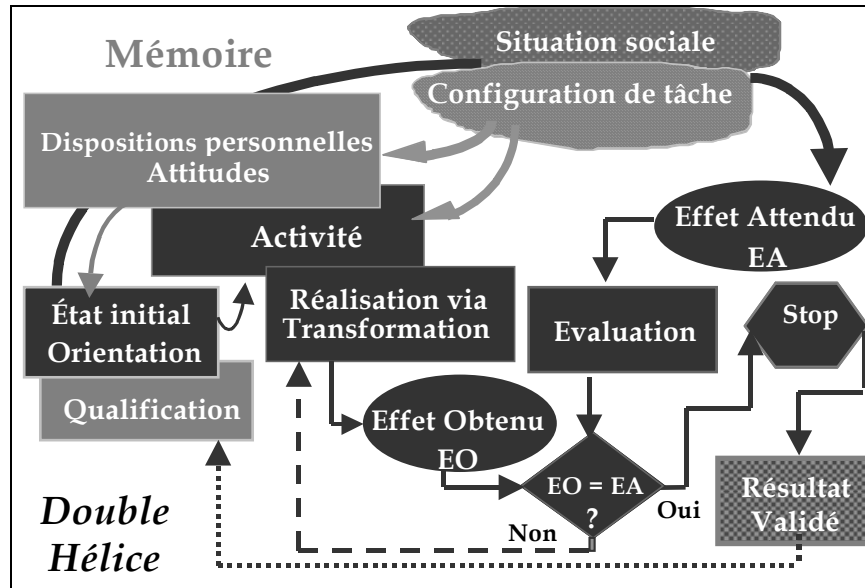 Mémoire
Situation sociale
Configuration de tâche
Dispositions personnelles
Attitudes
Activité
Effet Attendu
EA
État initial
Orientation
Réalisation via
Transformation
Evaluation
Stop
Qualification
Effet Obtenu
EO
EO = EA
?
Oui
Non
Résultat
Validé
Double
Hélice